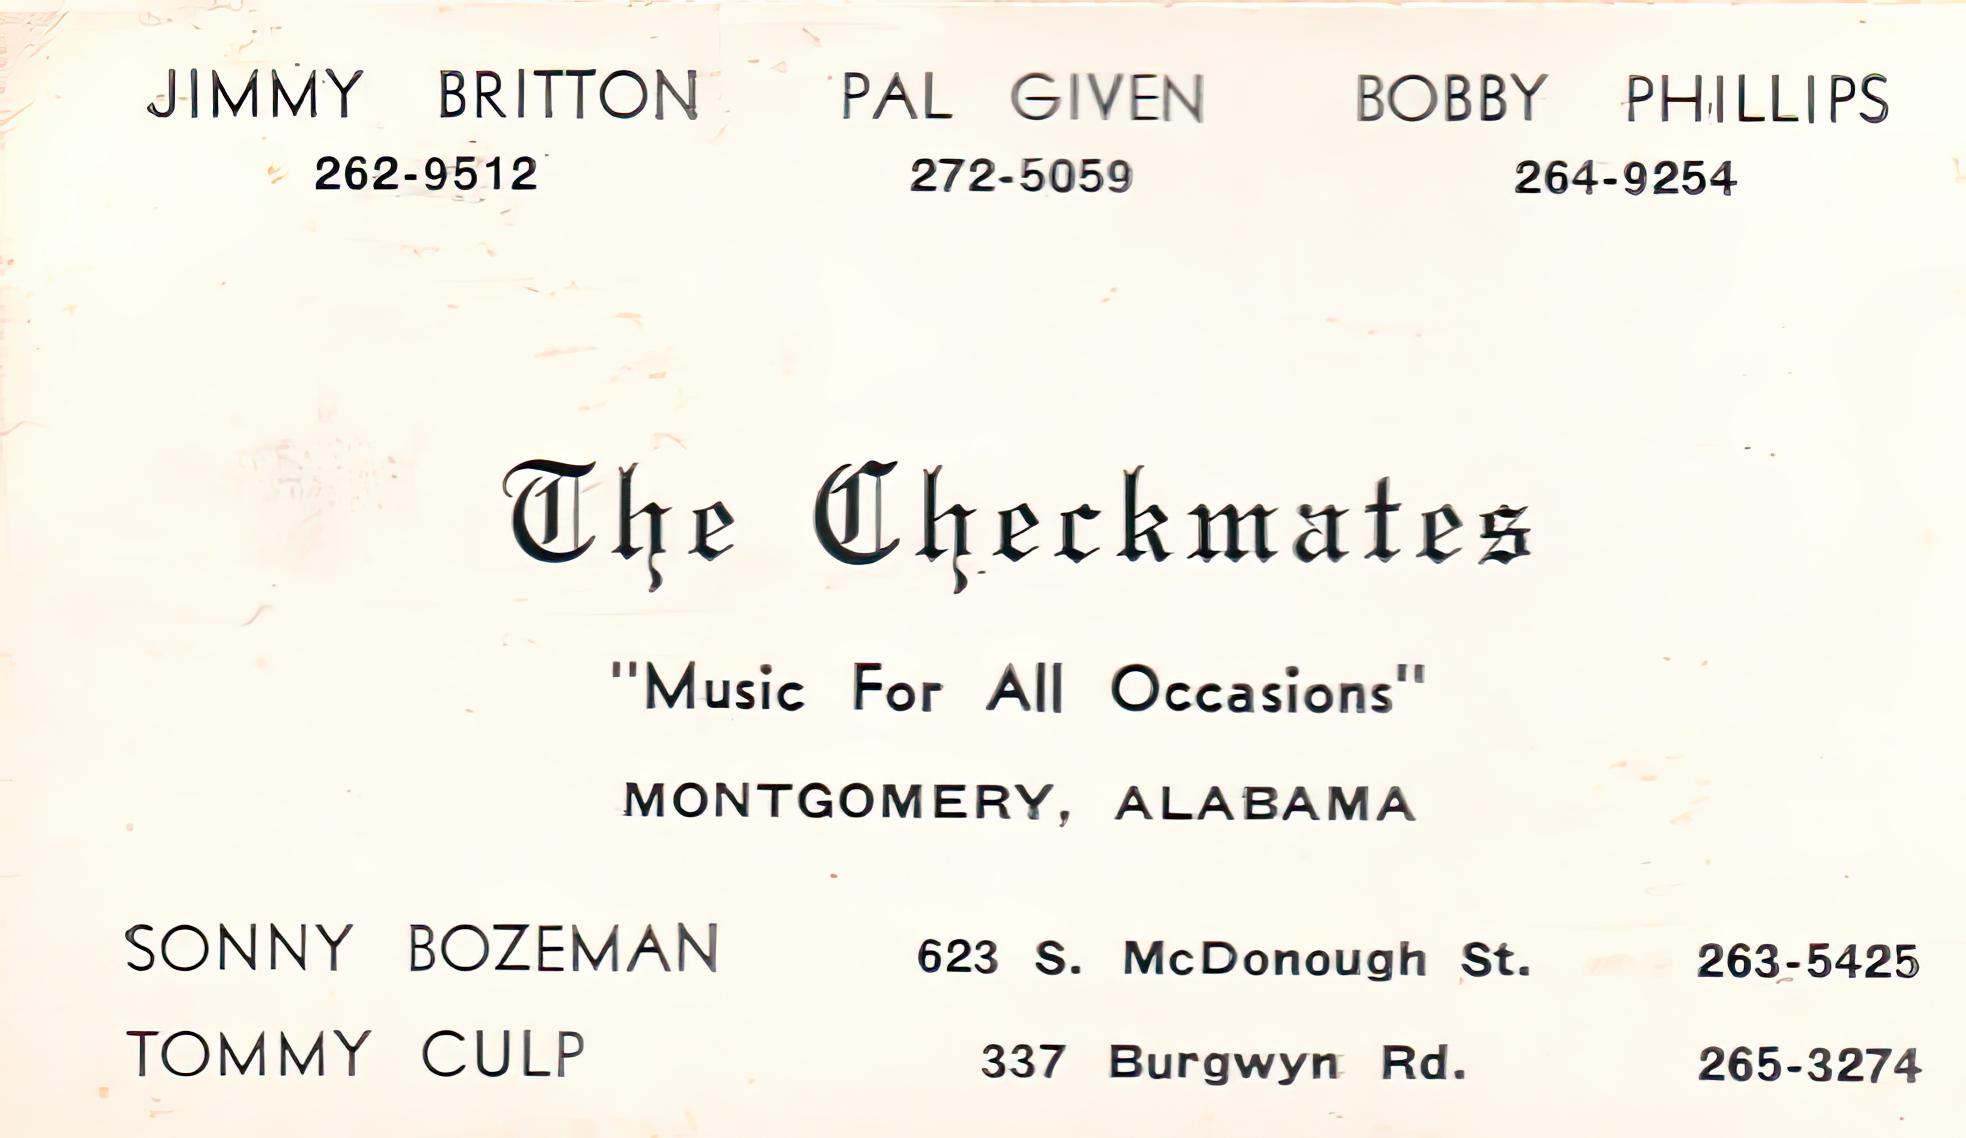 JIMMY BRITTON PAL GIVEN BOBBY PHILLIPS
262-9512 272-5059 264-9254
The Checkmates
"Music For All Occasions"
MONTGOMERY, ALABAMA
SONNY BOZEMAN 623 S. McDonough St. 263-5425
TOMMY CULP 337 Burgwyn Rd. 265-3274